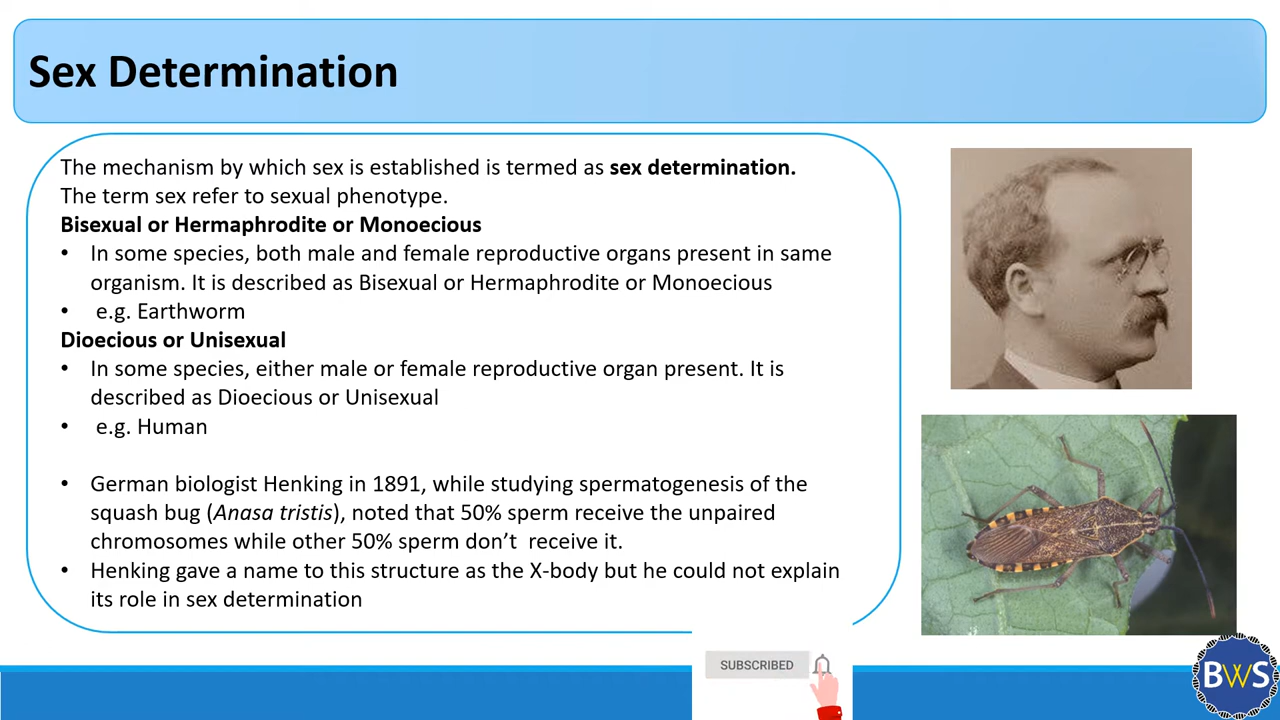 Sex Determination
The mechanism by which sex is established is termed as sex determination.
The term sex refer to sexual phenotype.
Bisexual or Hermaphrodite or Monoecious
• In some species, both male and female reproductive organs present in same
organism. It is described as Bisexual or Hermaphrodite or Monoecious
• e.g. Earthworm
Dioecious or Unisexual
• In some species, either male or female reproductive organ present. It is
described as Dioecious or Unisexual
• e.g. Human
• German biologist Henking in 1891, while studying spermatogenesis of the
squash bug (Anasa tristis), noted that 50% sperm receive the unpaired
chromosomes while other 50% sperm don’t receive it.
• Henking gave a name to this structure as the X-body but he could not explain
its role in sex determination
SUBSCRIBED
BWS